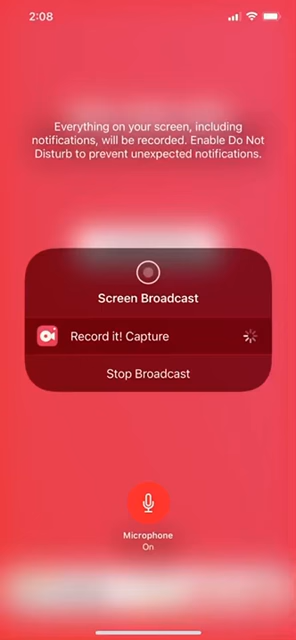 2:08
Everything on your screen, including
notifications, will be recorded. Enable Do Not
Disturb to prevent unexpected notifications.
Screen Broadcast
Record it! Capture
Stop Broadcast
Microphone
On